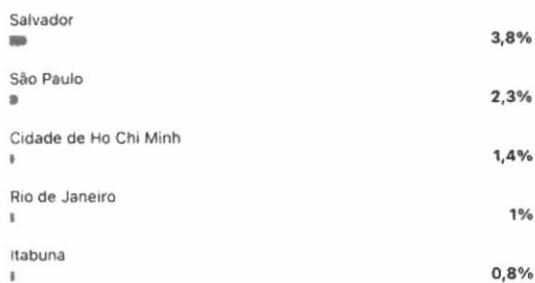 Salvador
3,8%
São Paulo
2,3%
Cidade de Ho Chi Minh
1,4%
Rio de Janeiro
1%
Itabuna
0,8%